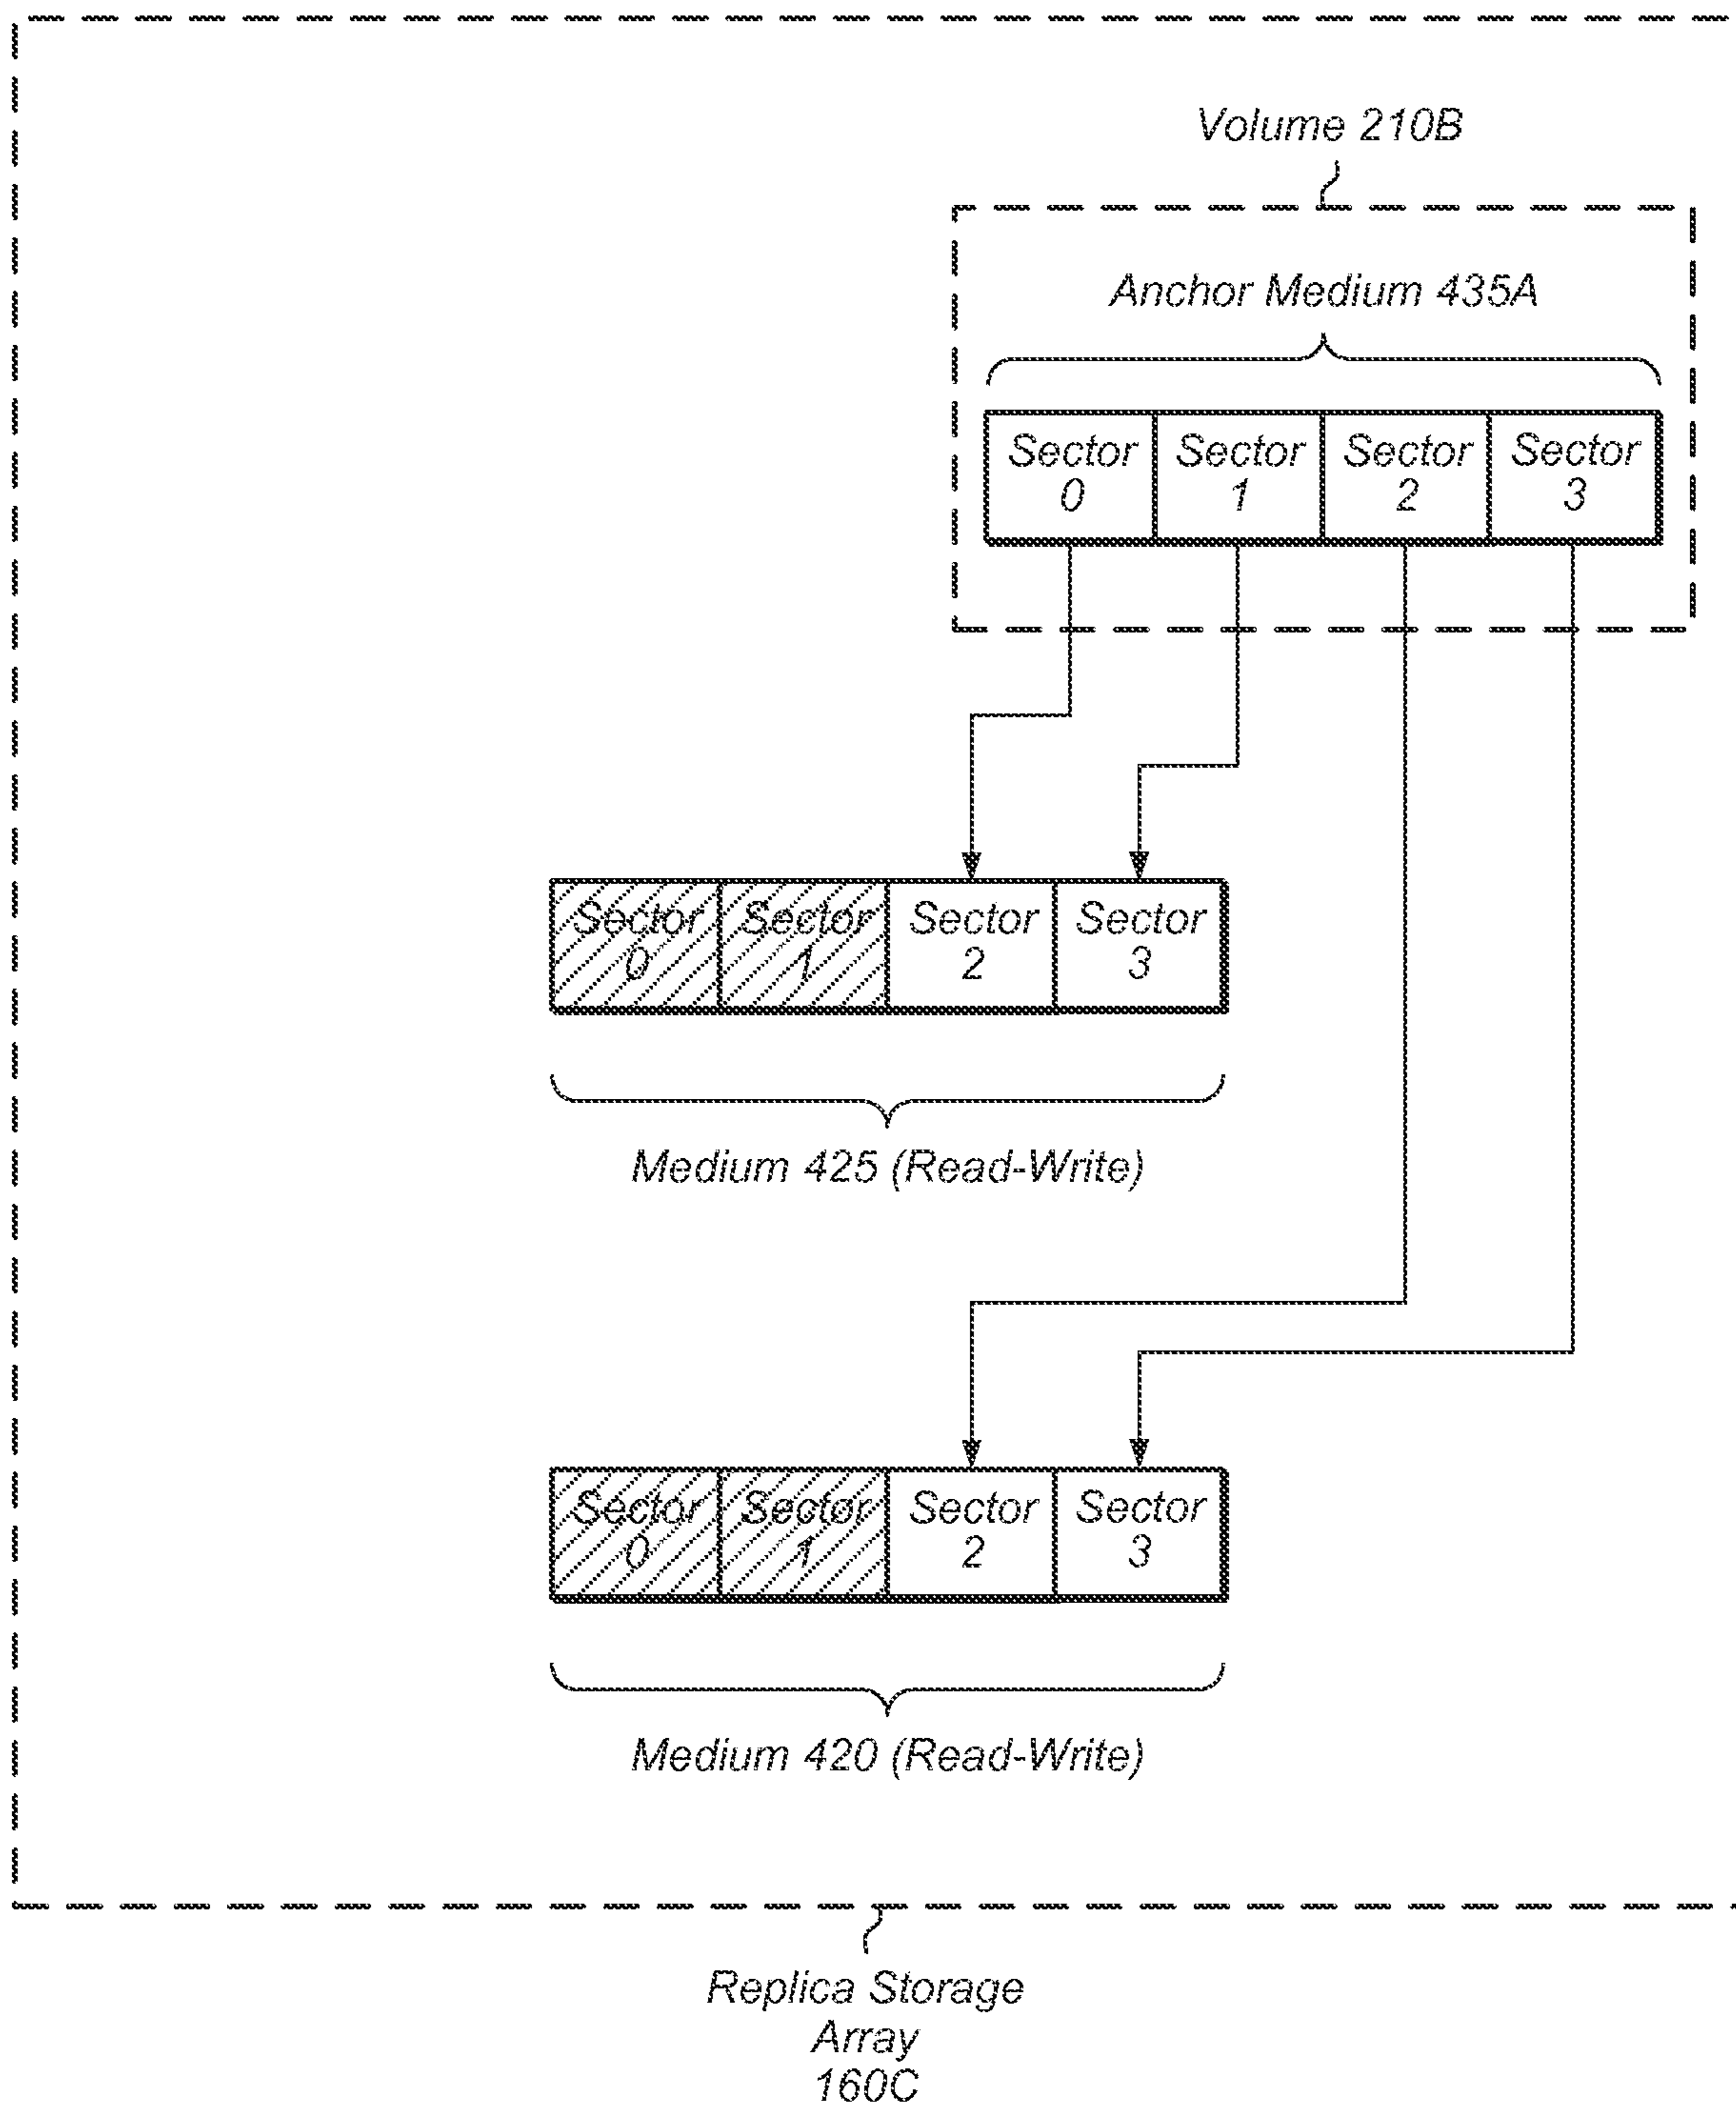 Volume 210B
Anchor Medium 435A
Sector Sector Sector Sector
0 1 2 3
Sector Sector Sector Sector
0 1 2 3
Medium 425 (Read-Write)
Sector Sector Sector Sector
0 1 2 3
Medium 420 (Read-Write)
Replica Storage
Array
160C